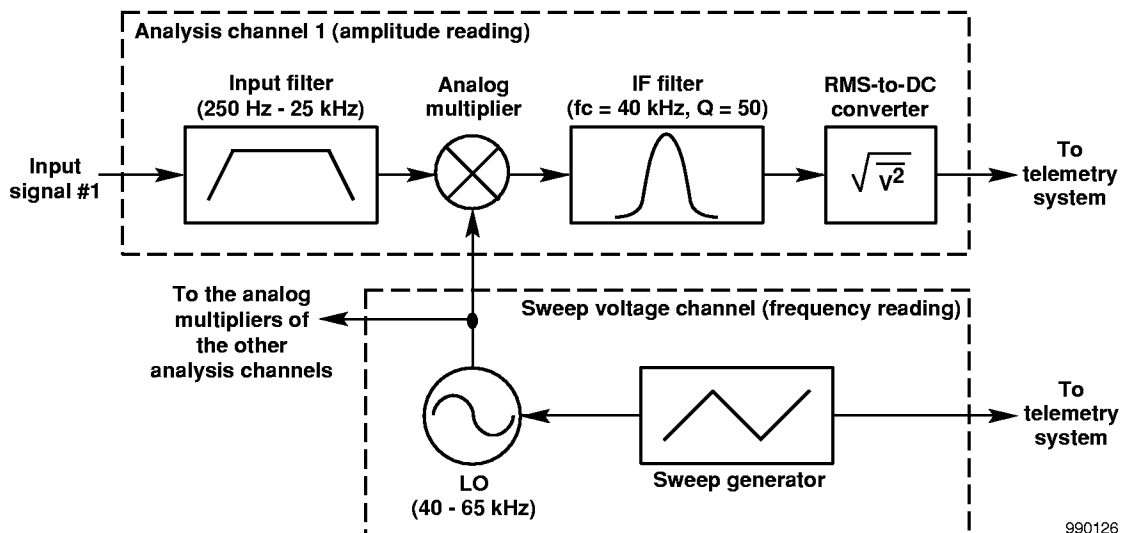 Analysis channel 1 (amplitude reading)
Input filter
(250 Hz - 25 kHz)
Analog
multiplier
IF filter
(fc = 40 kHz, Q = 50)
RMS-to-DC
converter
Input
signal #1
√v²
To
telemetry
system
To the analog
multipliers of
the other
analysis channels
Sweep voltage channel (frequency reading)
LO
(40 - 65 kHz)
Sweep generator
To
telemetry
system
990126